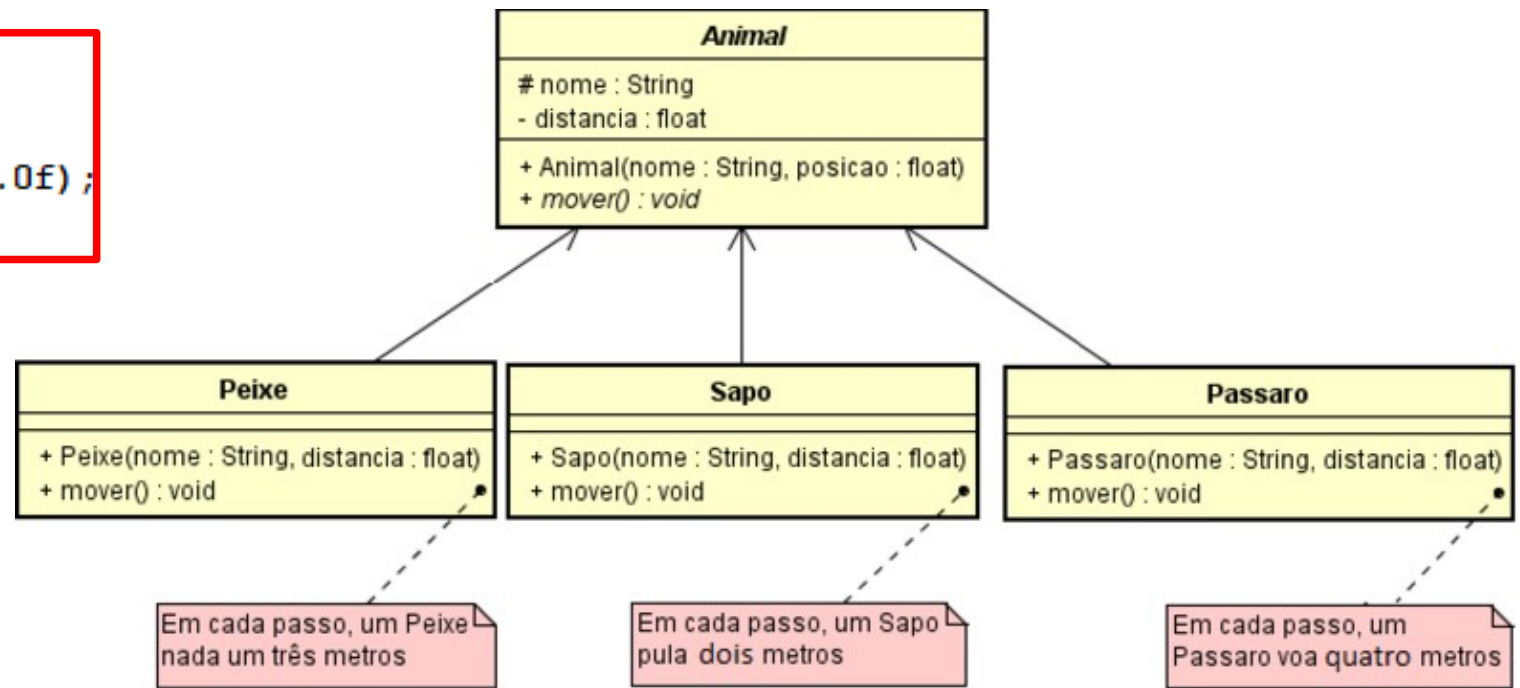 .0f);
Animal
# nome : String
- distancia : float
+ Animal(nome : String, posicao : float)
+ mover() : void
Peixe
+ Peixe(nome : String, distancia : float)
+ mover() : void
Sapo
+ Sapo(nome : String, distancia : float)
+ mover() : void
Passaro
+ Passaro(nome : String, distancia : float)
+ mover() : void
Em cada passo, um Peixe
nada um três metros
Em cada passo, um Sapo
pula dois metros
Em cada passo, um
Passaro voa quatro metros